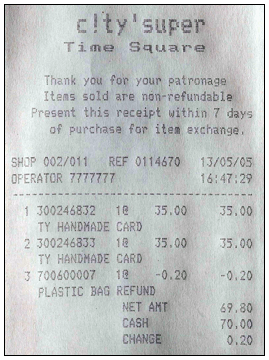 c!ty'super
Time Square
Thank you for your patronage
Items sold are non-refundable
Present this receipt within 7 days
of purchase for item exchange.
SHOP 002/011 REF 0114670 13/05/05
OPERATOR 7777777 16:47:29
1 300246832 1@ 35.00 35.00
TY HANDMADE CARD
2 300246833 1@ 35.00 35.00
TY HANDMADE CARD
3 700600007 1@ -0.20 -0.20
PLASTIC BAG REFUND
NET AMT 69.80
CASH 70.00
CHANGE 0.20